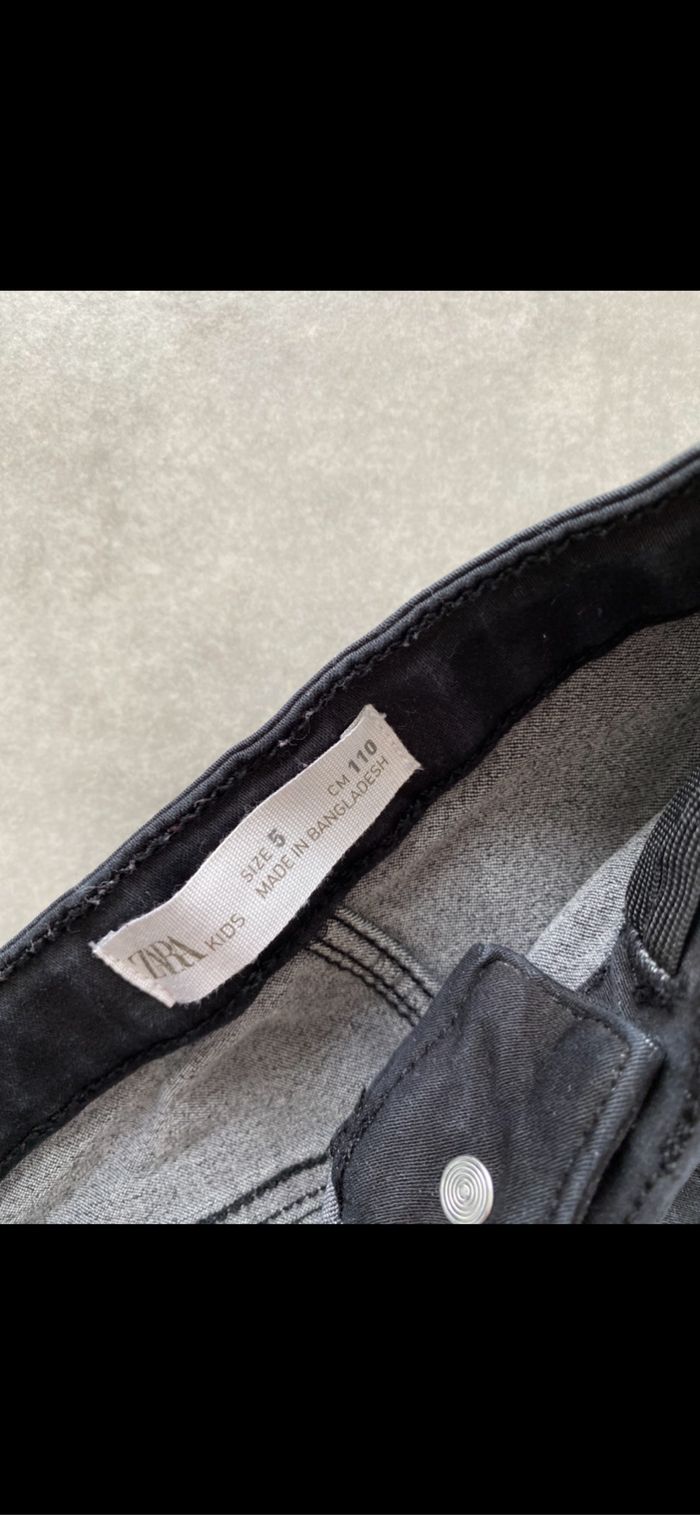 ZARA KIDS
SIZE 5 CM 110
MADE IN BANGLADESH